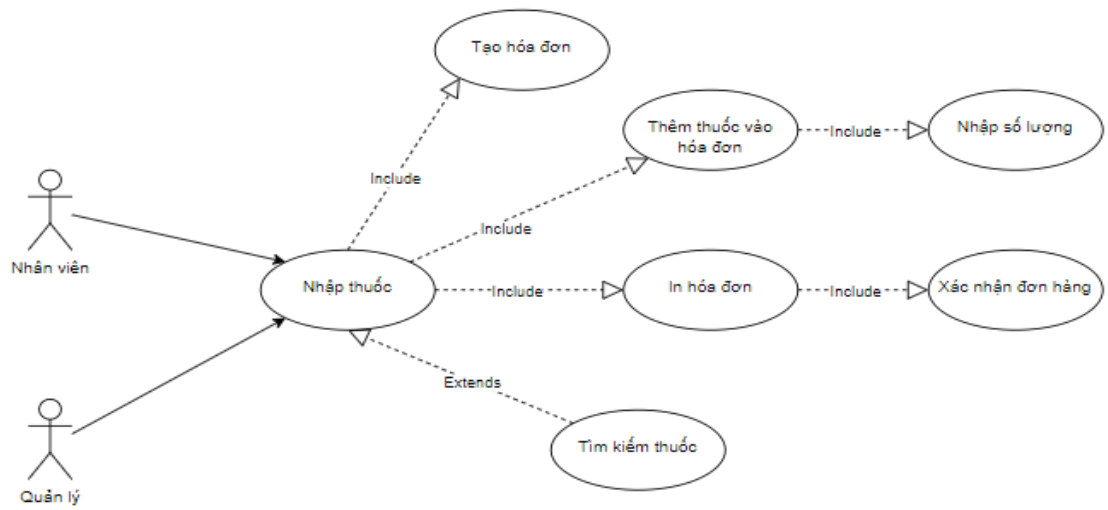 Tạo hóa đơn
Thêm thuốc vào
hóa đơn
Include
Nhập số lượng
Include
Include
Nhân viên
Nhập thuốc
Include
In hóa đơn
Include
Xác nhận đơn hàng
Extends
Tìm kiếm thuốc
Quản lý